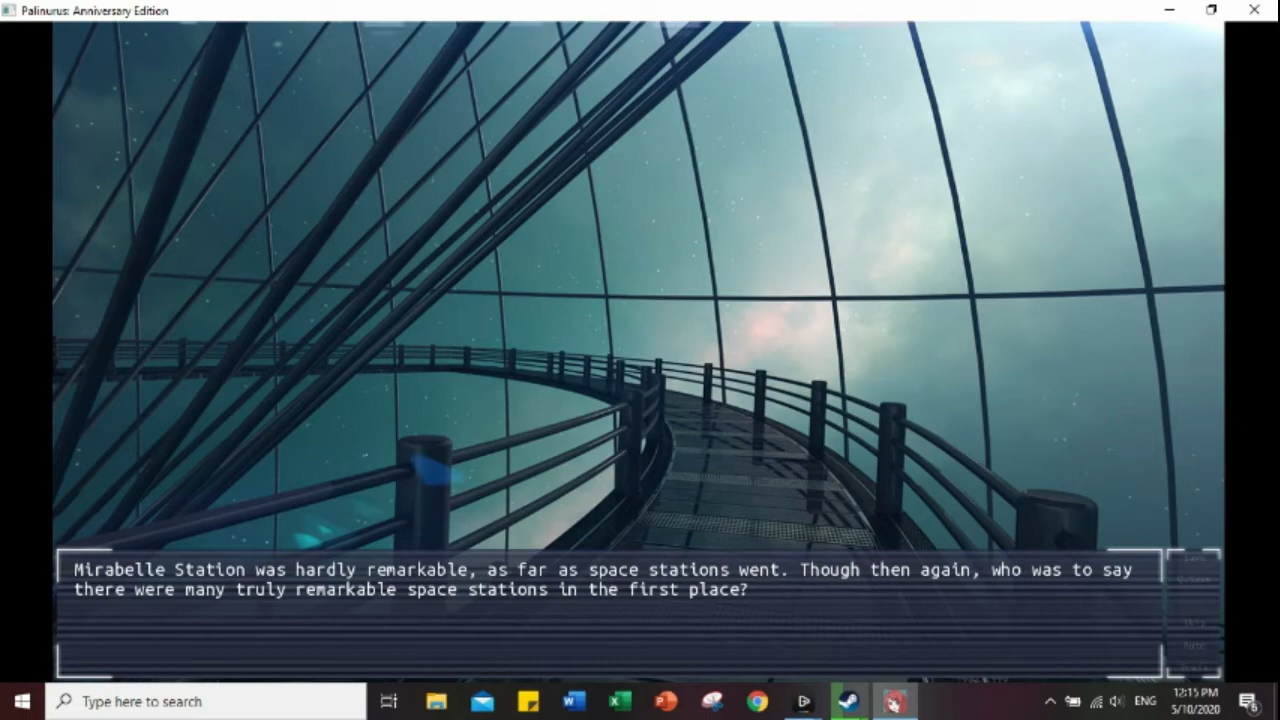 Palinurus: Anniversary Edition
Mirabelle Station was hardly remarkable, as far as space stations went. Though then again, who was to say
there were many truly remarkable space stations in the first place?
Auto
Type here to search
ENG
12:15 PM
5/10/2020